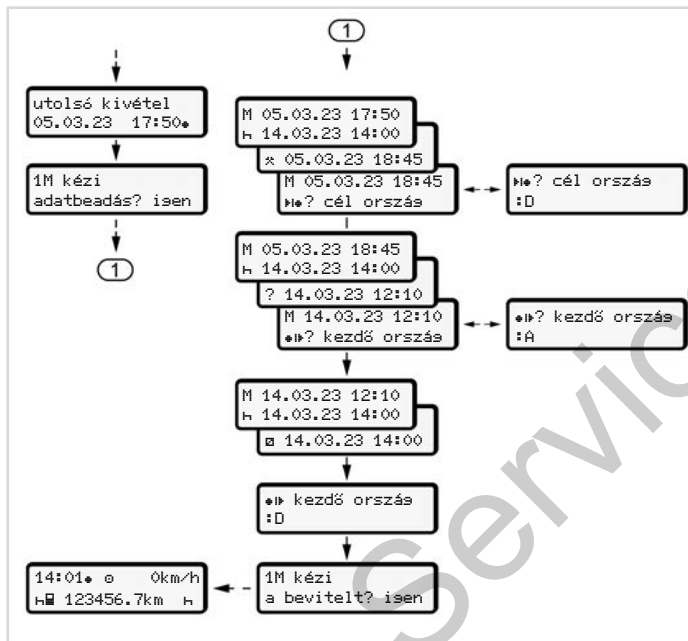 utolsó kivétel
05.03.23 17:50
1M kézi
adatbeadás? igen
1
1
M 05.03.23 17:50
14.03.23 14:00
05.03.23 18:45
M 05.03.23 18:45
? cél ország
? cél ország
:D
M 05.03.23 18:45
14.03.23 14:00
? 14.03.23 12:10
M 14.03.23 12:10
? kezdő ország
? kezdő ország
:A
M 14.03.23 12:10
14.03.23 14:00
14.03.23 14:00
kezdő ország
:D
1M kézi
a bevitelt? igen
14:01 0km/h
123456.7km
Servic